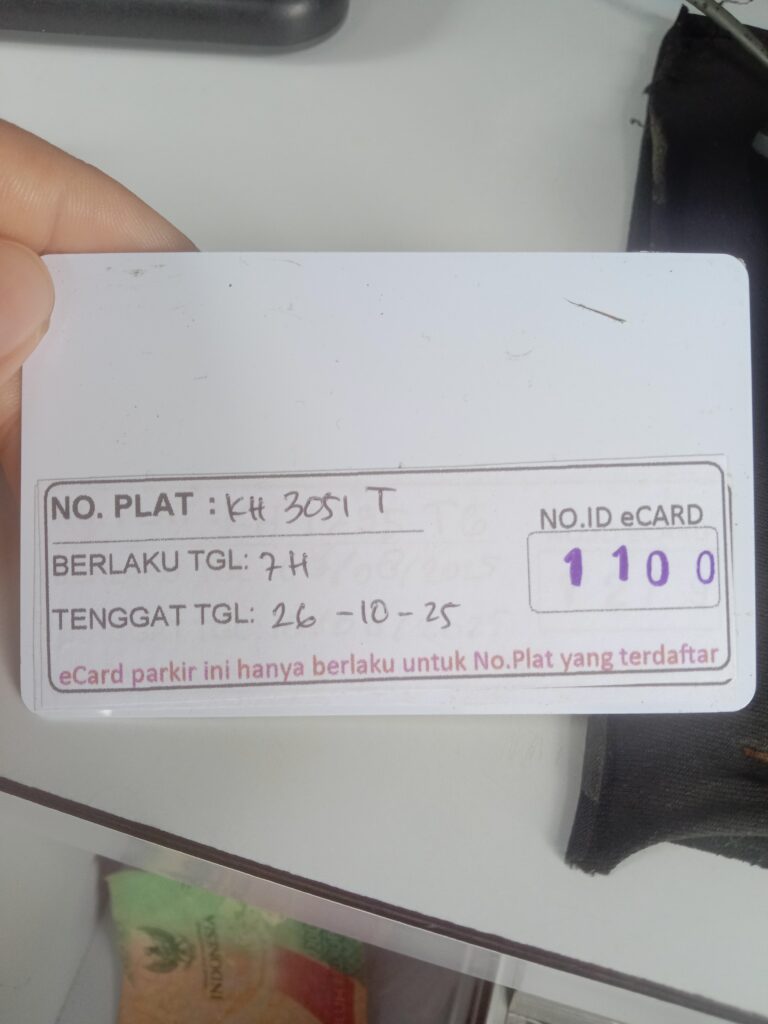 NO. PLAT : KH 3051 T
BERLAKU TGL: 7H
TENGGAT TGL: 26 -10 - 25
NO.ID eCARD
1100
eCard parkir ini hanya berlaku untuk No.Plat yang terdaftar
INDONESIA